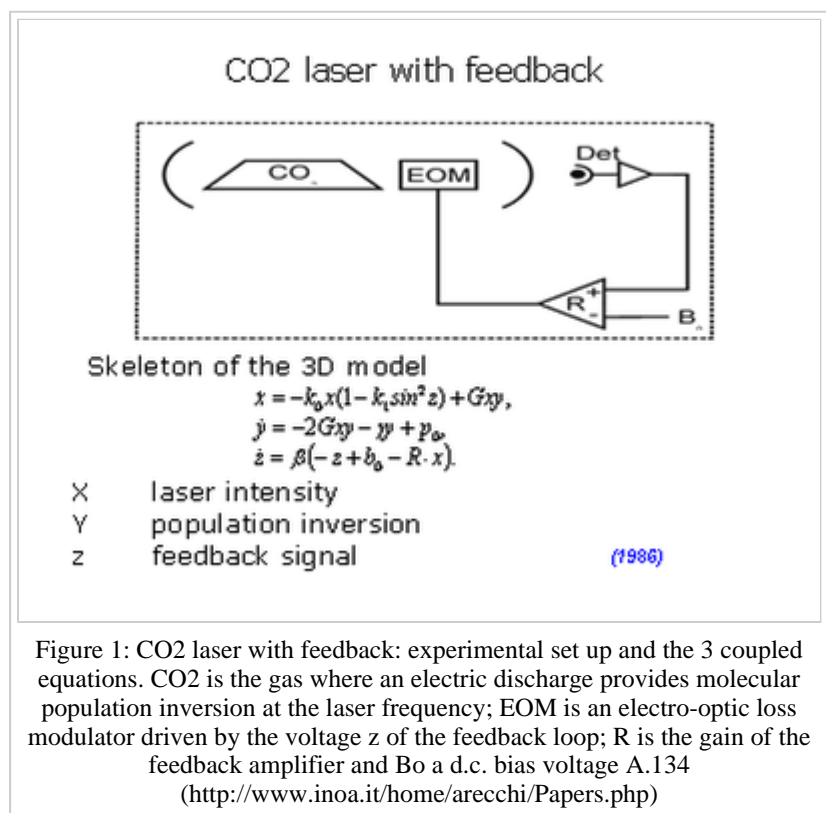 CO2 laser with feedback
CO
EOM
Det
R
+
-
B
Skeleton of the 3D model
ẋ = -k₀x(1 - k₁sin² z) + Gxy,
ẏ = -2Gxy - γy + p₀,
ż = β(- z + b₀ - R · x).
X laser intensity
Y population inversion
z feedback signal
(1986)
Figure 1: CO2 laser with feedback: experimental set up and the 3 coupled
equations. CO2 is the gas where an electric discharge provides molecular
population inversion at the laser frequency; EOM is an electro-optic loss
modulator driven by the voltage z of the feedback loop; R is the gain of the
feedback amplifier and Bo a d.c. bias voltage A.134
(http://www.inoa.it/home/arecchi/Papers.php)